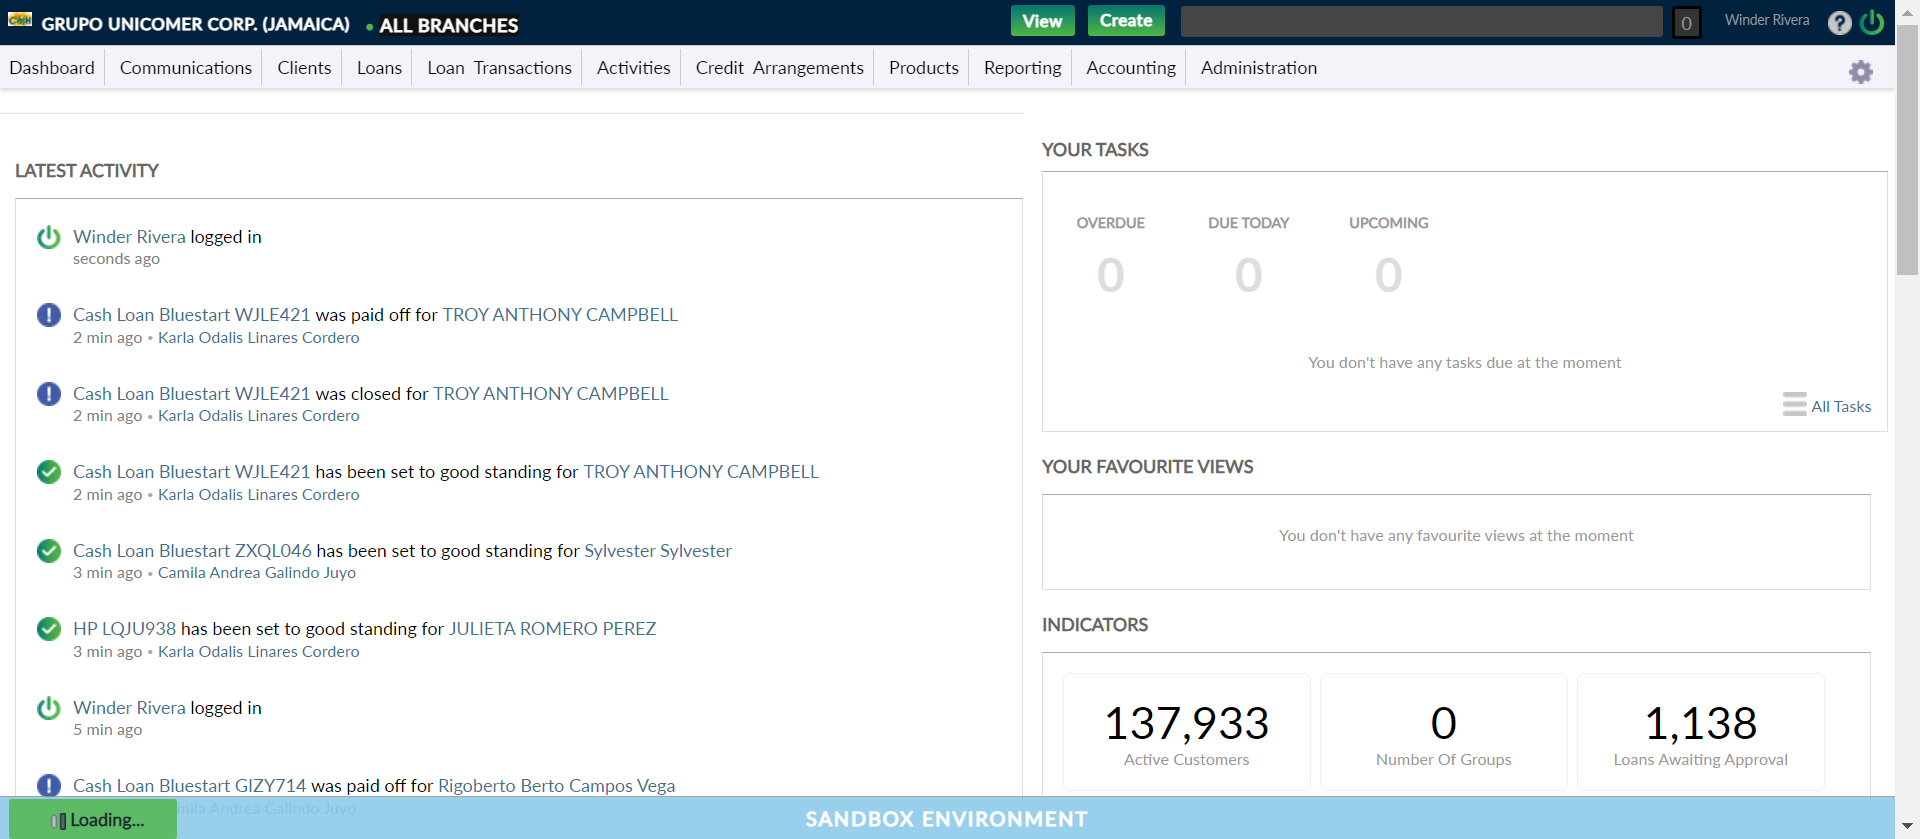 Cash
GRUPO UNICOMER CORP. (JAMAICA) • ALL BRANCHES
View
Create
0
Winder Rivera
?
Dashboard
Communications
Clients
Loans
Loan Transactions
Activities
Credit Arrangements
Products
Reporting
Accounting
Administration
LATEST ACTIVITY
Winder Rivera logged in
seconds ago
Cash Loan Bluestart WJLE421 was paid off for TROY ANTHONY CAMPBELL
2 min ago • Karla Odalis Linares Cordero
Cash Loan Bluestart WJLE421 was closed for TROY ANTHONY CAMPBELL
2 min ago • Karla Odalis Linares Cordero
Cash Loan Bluestart WJLE421 has been set to good standing for TROY ANTHONY CAMPBELL
2 min ago • Karla Odalis Linares Cordero
Cash Loan Bluestart ZXQL046 has been set to good standing for Sylvester Sylvester
3 min ago • Camila Andrea Galindo Juyo
HP LQJU938 has been set to good standing for JULIETA ROMERO PEREZ
3 min ago • Karla Odalis Linares Cordero
Winder Rivera logged in
5 min ago
Cash Loan Bluestart GIZY714 was paid off for Rigoberto Berto Campos Vega
mila Andrea Galindo Juyo
YOUR TASKS
OVERDUE
0
DUE TODAY
0
UPCOMING
0
You don't have any tasks due at the moment
All Tasks
YOUR FAVOURITE VIEWS
You don't have any favourite views at the moment
INDICATORS
137,933
Active Customers
0
Number Of Groups
1,138
Loans Awaiting Approval
Loading...
SANDBOX ENVIRONMENT